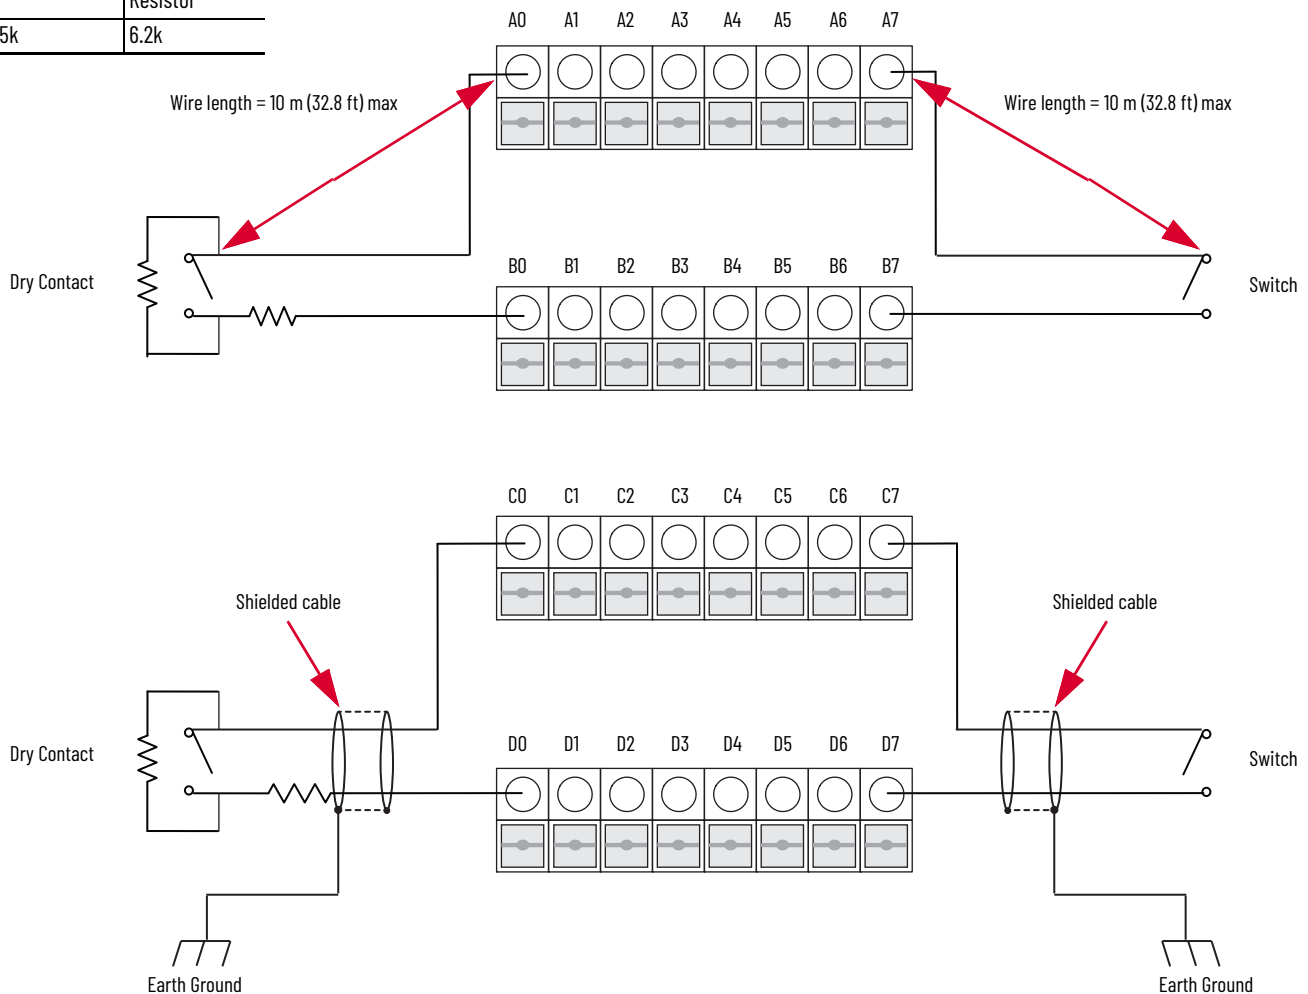 Resistor
5k 6.2k
A0 A1 A2 A3 A4 A5 A6 A7
Wire length = 10 m (32.8 ft) max
Wire length = 10 m (32.8 ft) max
B0 B1 B2 B3 B4 B5 B6 B7
Dry Contact
Switch
C0 C1 C2 C3 C4 C5 C6 C7
Shielded cable
Shielded cable
D0 D1 D2 D3 D4 D5 D6 D7
Dry Contact
Switch
Earth Ground
Earth Ground